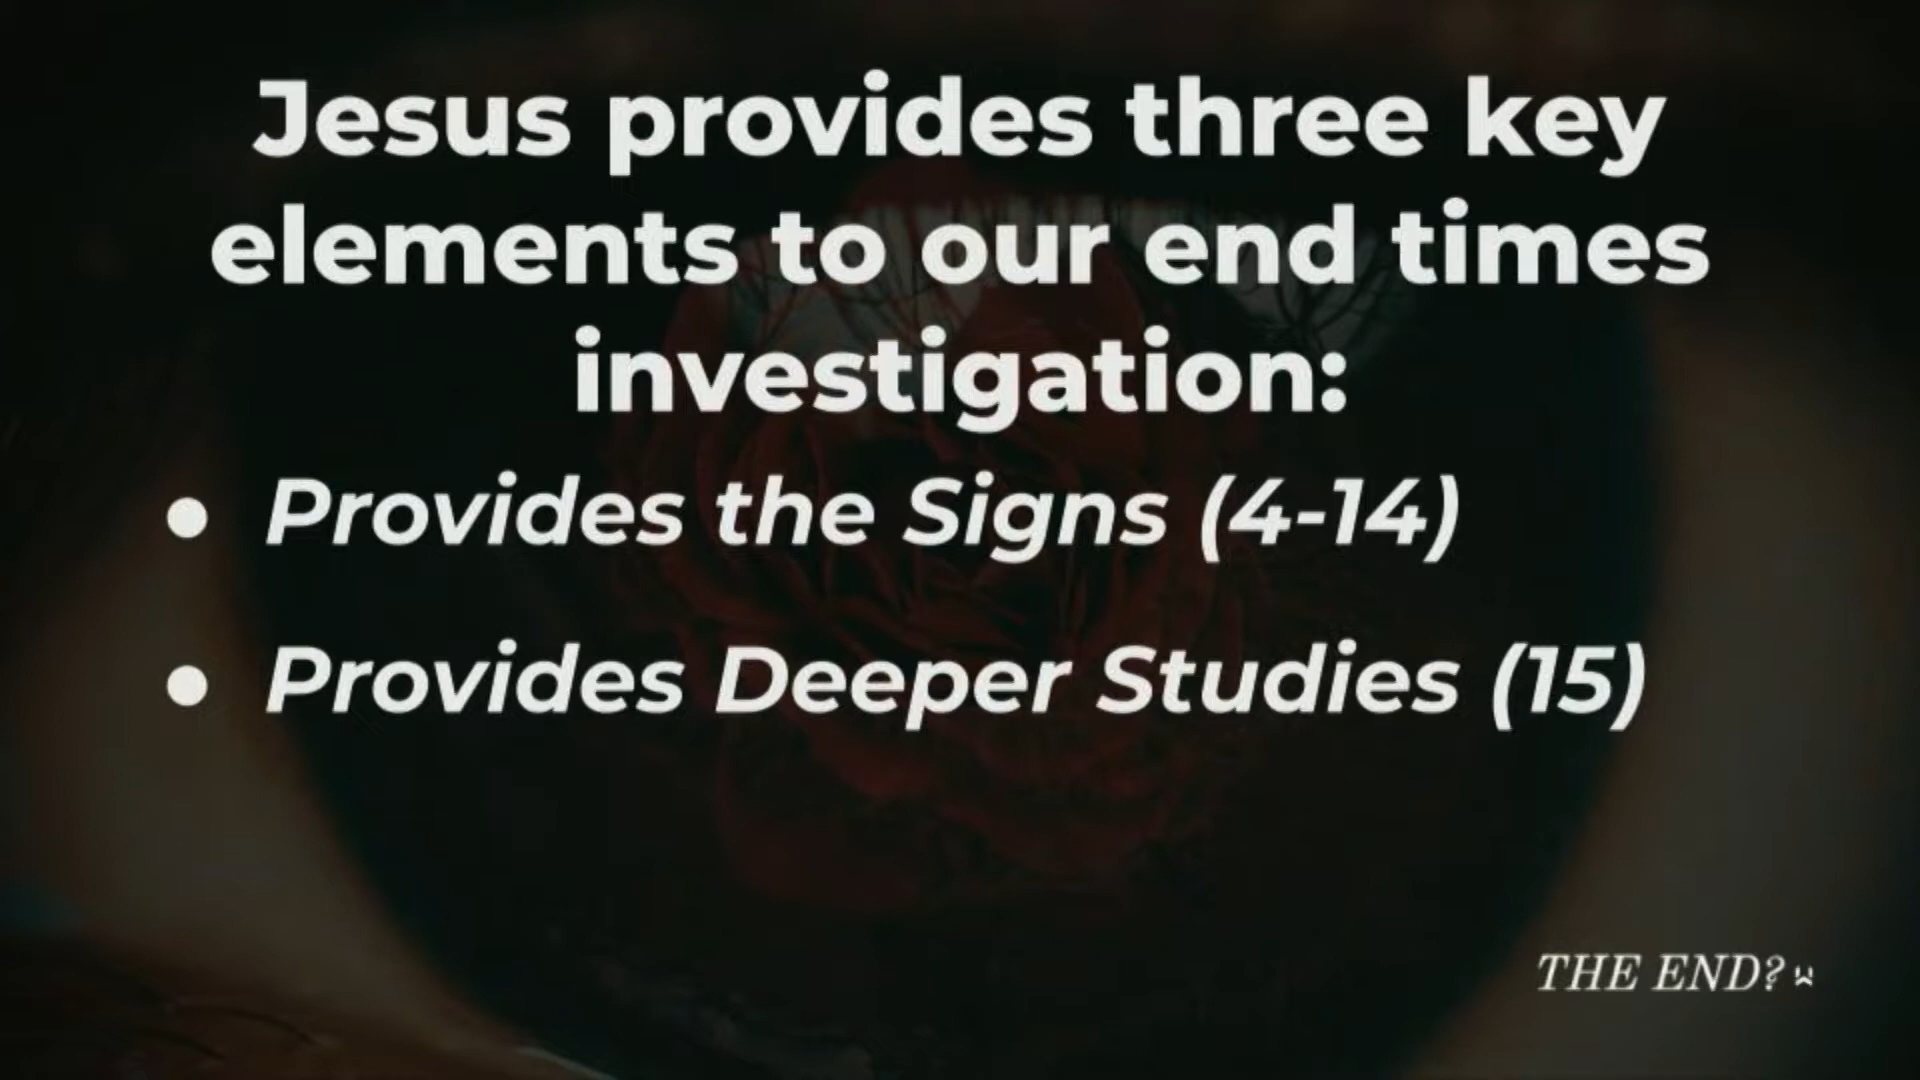 Jesus provides three key
elements to our end times
investigation:
• Provides the Signs (4-14)
• Provides Deeper Studies (15)
THE END?